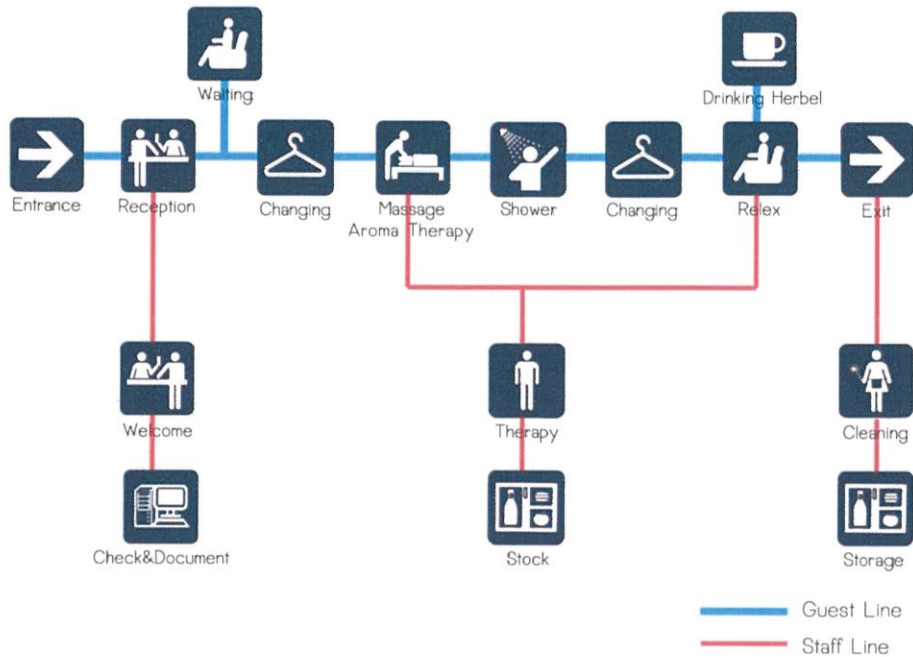 Waiting
Drinking Herbel
Entrance
Reception
Changing
Massage
Aroma Therapy
Shower
Changing
Relex
Exit
Welcome
Therapy
Cleaning
Check&Document
Stock
Storage
Guest Line
Staff Line